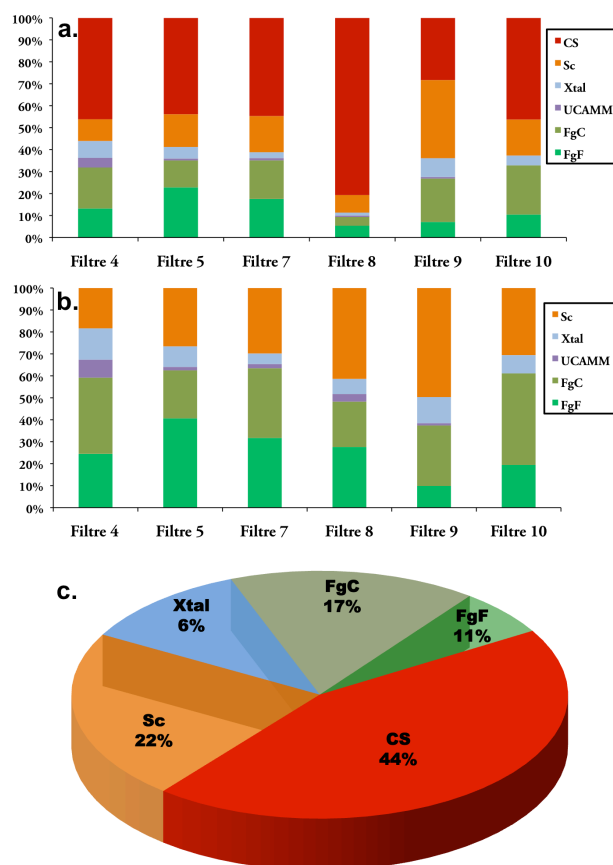 a.
100%
90%
80%
70%
60%
50%
40%
30%
20%
10%
0%
CS
Sc
Xtal
UCAMM
FgC
FgF
Filtre 4 Filtre 5 Filtre 7 Filtre 8 Filtre 9 Filtre 10
b.
100%
90%
80%
70%
60%
50%
40%
30%
20%
10%
0%
Sc
Xtal
UCAMM
FgC
FgF
Filtre 4 Filtre 5 Filtre 7 Filtre 8 Filtre 9 Filtre 10
c.
FgC
17%
Xtal
6%
FgF
11%
Sc
22%
CS
44%